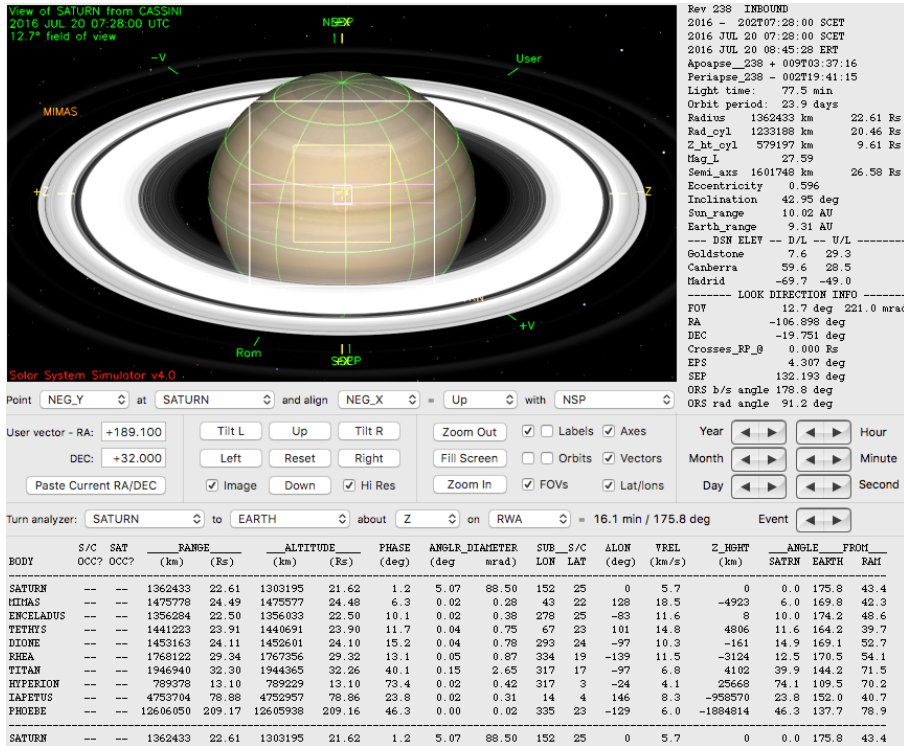 View of SATURN from CASSINI
2016 JUL 20 07:28:00 UTC
12.7° field of view
-X
-V
User
MIMAS
+Z
-Z
+V
Ram
+X
Solar System Simulator v4.0
Rev 238 INBOUND
2016 - 202T07:28:00 SCET
2016 JUL 20 07:28:00 SCET
2016 JUL 20 08:45:28 ERT
Apoapse_238 + 009T03:37:16
Periapse_238 - 002T19:41:15
Light time: 77.5 min
Orbit period: 23.9 days
Radius 1362433 km 22.61 Rs
Rad_cyl 1233188 km 20.46 Rs
Z_ht_cyl 579197 km 9.61 Rs
Mag_L 27.59
Semi_axs 1601748 km 26.58 Rs
Eccentricity 0.596
Inclination 42.95 deg
Sun_range 10.02 AU
Earth_range 9.31 AU
--- DSN ELEV -- D/L -- U/L -------
Goldstone 7.6 29.3
Canberra 59.6 28.5
Madrid -69.7 -49.0
------- LOOK DIRECTION INFO ------
FOV 12.7 deg 221.0 mrad
RA -106.898 deg
DEC -19.751 deg
Crosses_RP_@ 0.000 Rs
EPS 4.307 deg
SEP 132.193 deg
ORS b/s angle 178.8 deg
ORS rad angle 91.2 deg
Point NEG_Y at SATURN and align NEG_X = Up with NSP
User vector - RA: +189.100 Tilt L Up Tilt R Zoom Out Labels Axes Year Hour
DEC: +32.000 Left Reset Right Fill Screen Orbits Vectors Month Minute
Paste Current RA/DEC Image Down Hi Res Zoom In FOVs Lat/lons Day Second
Turn analyzer: SATURN to EARTH about Z on RWA = 16.1 min / 175.8 deg Event
S/C SAT ___RANGE___ ___ALTITUDE___ PHASE ANGLR_DIAMETER SUB__S/C ΔLON VREL Z_HGHT ___ANGLE___FROM___
BODY OCC? OCC? (km) (Rs) (km) (Rs) (deg) (deg mrad) LON LAT (deg) (km/s) (km) SATRN EARTH RAM
SATURN -- -- 1362433 22.61 1303195 21.62 1.2 5.07 88.50 152 25 0 5.7 0 0.0 175.8 43.4
MIMAS -- -- 1475778 24.49 1475577 24.48 6.3 0.02 0.28 43 22 128 18.5 -4923 6.0 169.8 42.3
ENCELADUS -- -- 1356284 22.50 1356033 22.50 10.1 0.02 0.38 278 25 -83 11.6 8 10.0 174.2 48.6
TETHYS -- -- 1441223 23.91 1440691 23.90 11.7 0.04 0.75 67 23 101 14.8 4806 11.6 164.2 39.7
DIONE -- -- 1453163 24.11 1452601 24.10 15.2 0.04 0.78 293 24 -97 10.3 -161 14.9 169.1 52.7
RHEA -- -- 1768122 29.34 1767356 29.32 13.1 0.05 0.87 334 19 -139 11.5 -3124 12.5 170.5 54.1
TITAN -- -- 1946940 32.30 1944365 32.26 40.1 0.15 2.65 317 17 -97 6.8 4102 39.9 144.2 71.5
HYPERION -- -- 789378 13.10 789229 13.10 73.4 0.02 0.42 317 3 -24 4.1 25668 74.1 109.5 70.2
IAPETUS -- -- 4753704 78.88 4752957 78.86 23.8 0.02 0.31 14 4 146 8.3 -958570 23.8 152.0 40.7
PHOEBE -- -- 12606050 209.17 12605938 209.16 46.3 0.00 0.02 335 23 -129 6.0 -1884814 46.3 137.7 78.9
SATURN -- -- 1362433 22.61 1303195 21.62 1.2 5.07 88.50 152 25 0 5.7 0 0.0 175.8 43.4